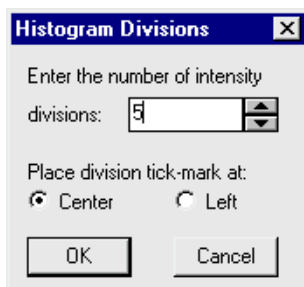 Histogram Divisions
Enter the number of intensity
divisions: 5
Place division tick-mark at:
Center Left
OK Cancel